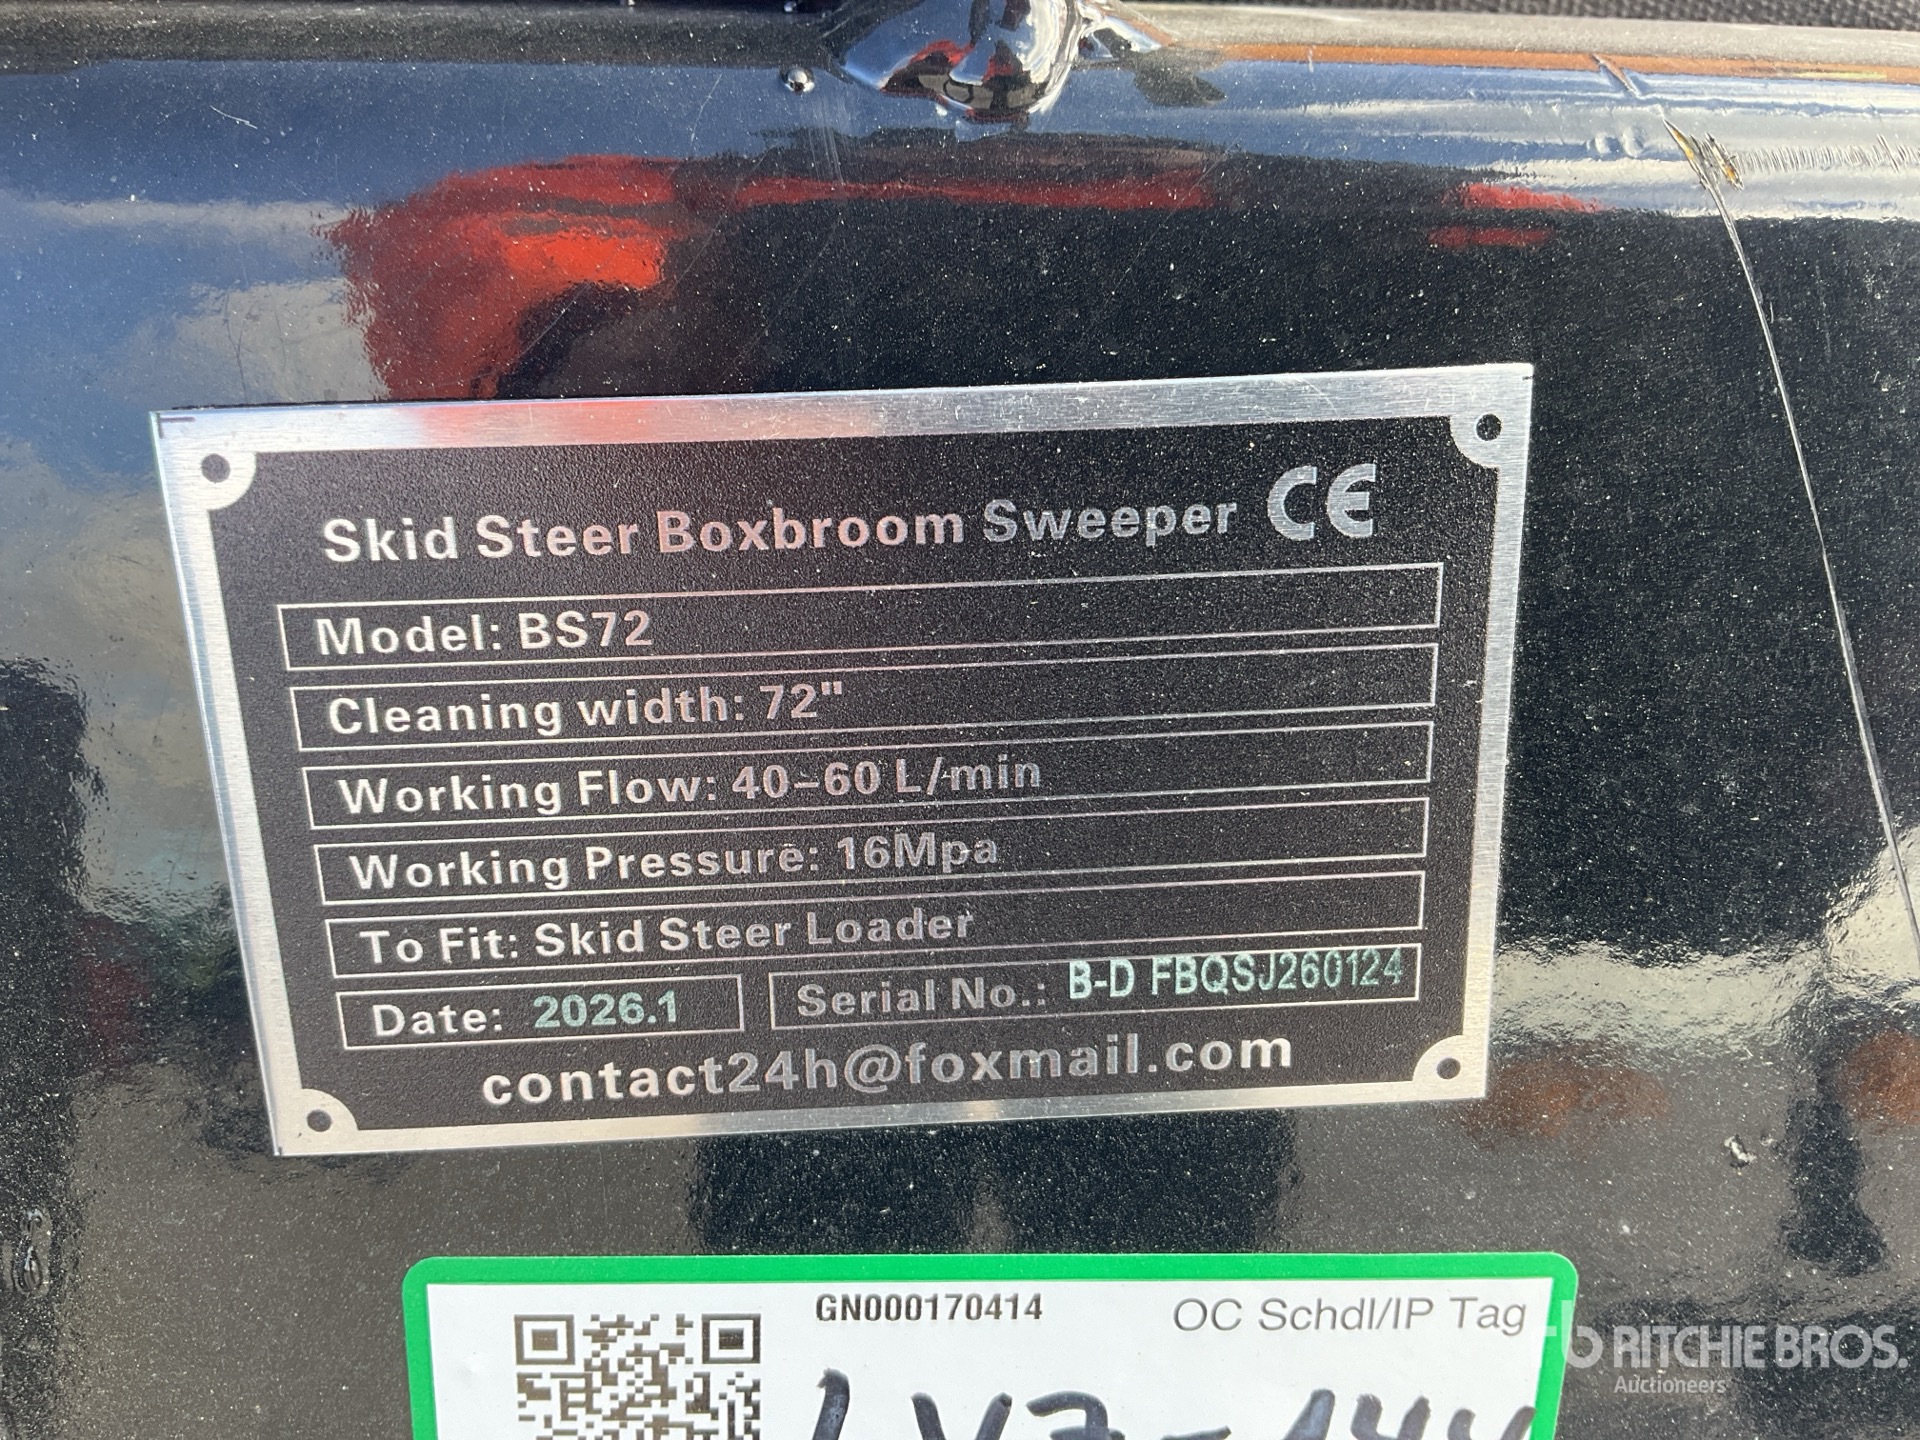 Skid Steer Boxbroom Sweeper CE
Model: BS72
Cleaning width: 72"
Working Flow: 40-60 L/min
Working Pressure: 16Mpa
To Fit: Skid Steer Loader
Date: 2026.1 Serial No.: B-D FBQSJ260124
contact24h@foxmail.com
GN000170414 OC Schdl/IP Tag
RITCHIE BROS.
Auctioneers